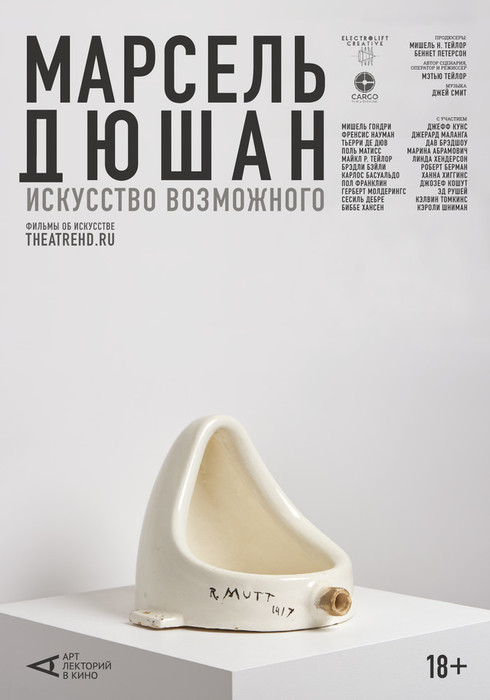 МАРСЕЛЬ
ДЮШАН
ИСКУССТВО ВОЗМОЖНОГО
ФИЛЬМЫ ОБ ИСКУССТВЕ
THEATREHD.RU
ELECTROLIFT
CREATIVE
CARGO
ПРОДЮСЕРЫ
МИШЕЛЬ Н. ТЕЙЛОР
БЕННЕТ ПЕТЕРСОН
АВТОР СЦЕНАРИЯ,
ОПЕРАТОР И РЕЖИССЕР
МЭТЬЮ ТЕЙЛОР
МУЗЫКА
ДЖЕЙ СМИТ
С УЧАСТИЕМ
МИШЕЛЬ ГОНДРИ
ФРЕНСИС НАУМАН
ТЬЕРРИ ДЕ ДЮВ
ПОЛЬ МАТИСС
МАЙКЛ Р. ТЕЙЛОР
БРЭДЛИ БЭЙЛИ
КАРЛОС БАСУАЛЬДО
ПОЛ ФРАНКЛИН
ГЕРБЕРТ МОЛДЕРИНГС
СЕСИЛЬ ДЕБРЕ
БИББЕ ХАНСЕН
ДЖЕФФ КУНС
ДЖЕРАРД МАЛАНГА
ДАВ БРЭДШОУ
МАРИНА АБРАМОВИЧ
ЛИНДА ХЕНДЕРСОН
РОБЕРТ БЕРМАН
ХАННА ХИГГИНС
ДЖОЗЕФ КОШУТ
ЭД РУШЕЙ
КЭЛВИН ТОМКИНС
КЭРОЛИ ШНИМАН
R. MUTT
1917
АРТ
ЛЕКТОРИЙ
В КИНО
18+